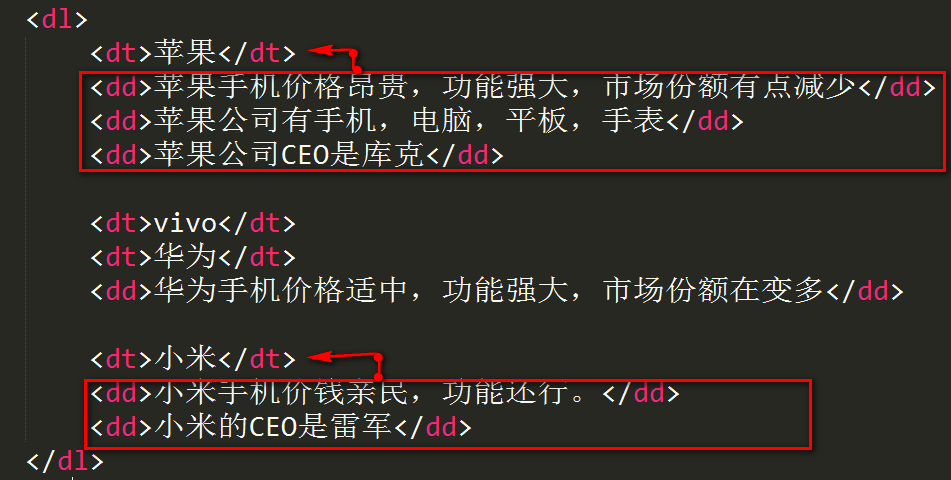 <dl>
<dt>苹果</dt>
<dd>苹果手机价格昂贵，功能强大，市场份额有点减少</dd>
<dd>苹果公司有手机，电脑，平板，手表</dd>
<dd>苹果公司CEO是库克</dd>
<dt>vivo</dt>
<dt>华为</dt>
<dd>华为手机价格适中，功能强大，市场份额在变多</dd>
<dt>小米</dt>
<dd>小米手机价钱亲民，功能还行。</dd>
<dd>小米的CEO是雷军</dd>
</dl>